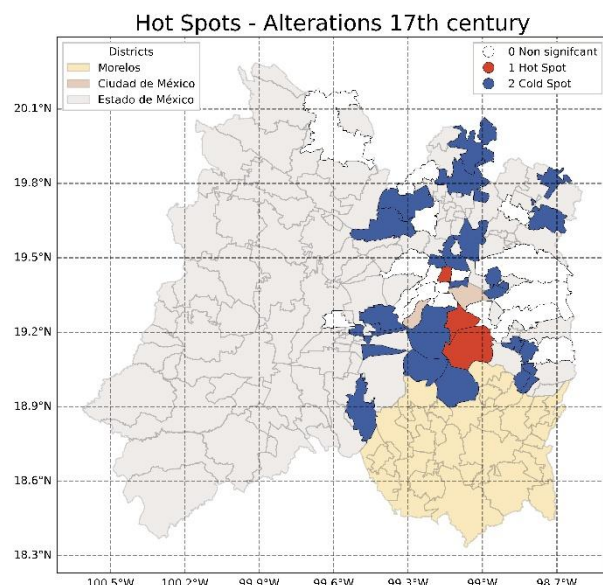 Hot Spots - Alterations 17th century
Districts
Morelos
Ciudad de México
Estado de México
0 Non signifcant
1 Hot Spot
2 Cold Spot
20.1°N
19.8°N
19.5°N
19.2°N
18.9°N
18.6°N
18.3°N
100.5°W 100.2°W 99.9°W 99.6°W 99.3°W 99°W 98.7°W